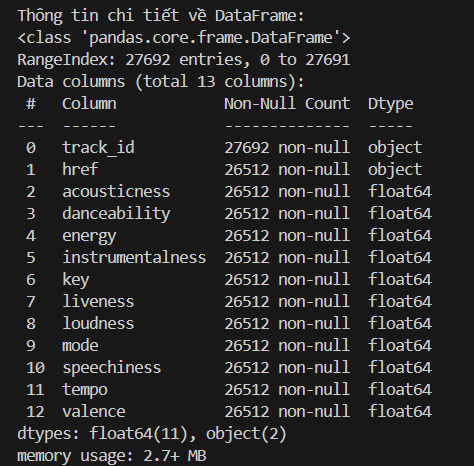 Thông tin chi tiết về DataFrame:
<class 'pandas.core.frame.DataFrame'>
RangeIndex: 27692 entries, 0 to 27691
Data columns (total 13 columns):
 #   Column            Non-Null Count  Dtype
---  ------            --------------  -----
 0   track_id          27692 non-null  object
 1   href              26512 non-null  object
 2   acousticness      26512 non-null  float64
 3   danceability      26512 non-null  float64
 4   energy            26512 non-null  float64
 5   instrumentalness  26512 non-null  float64
 6   key               26512 non-null  float64
 7   liveness          26512 non-null  float64
 8   loudness          26512 non-null  float64
 9   mode              26512 non-null  float64
 10  speechiness       26512 non-null  float64
 11  tempo             26512 non-null  float64
 12  valence           26512 non-null  float64
dtypes: float64(11), object(2)
memory usage: 2.7+ MB